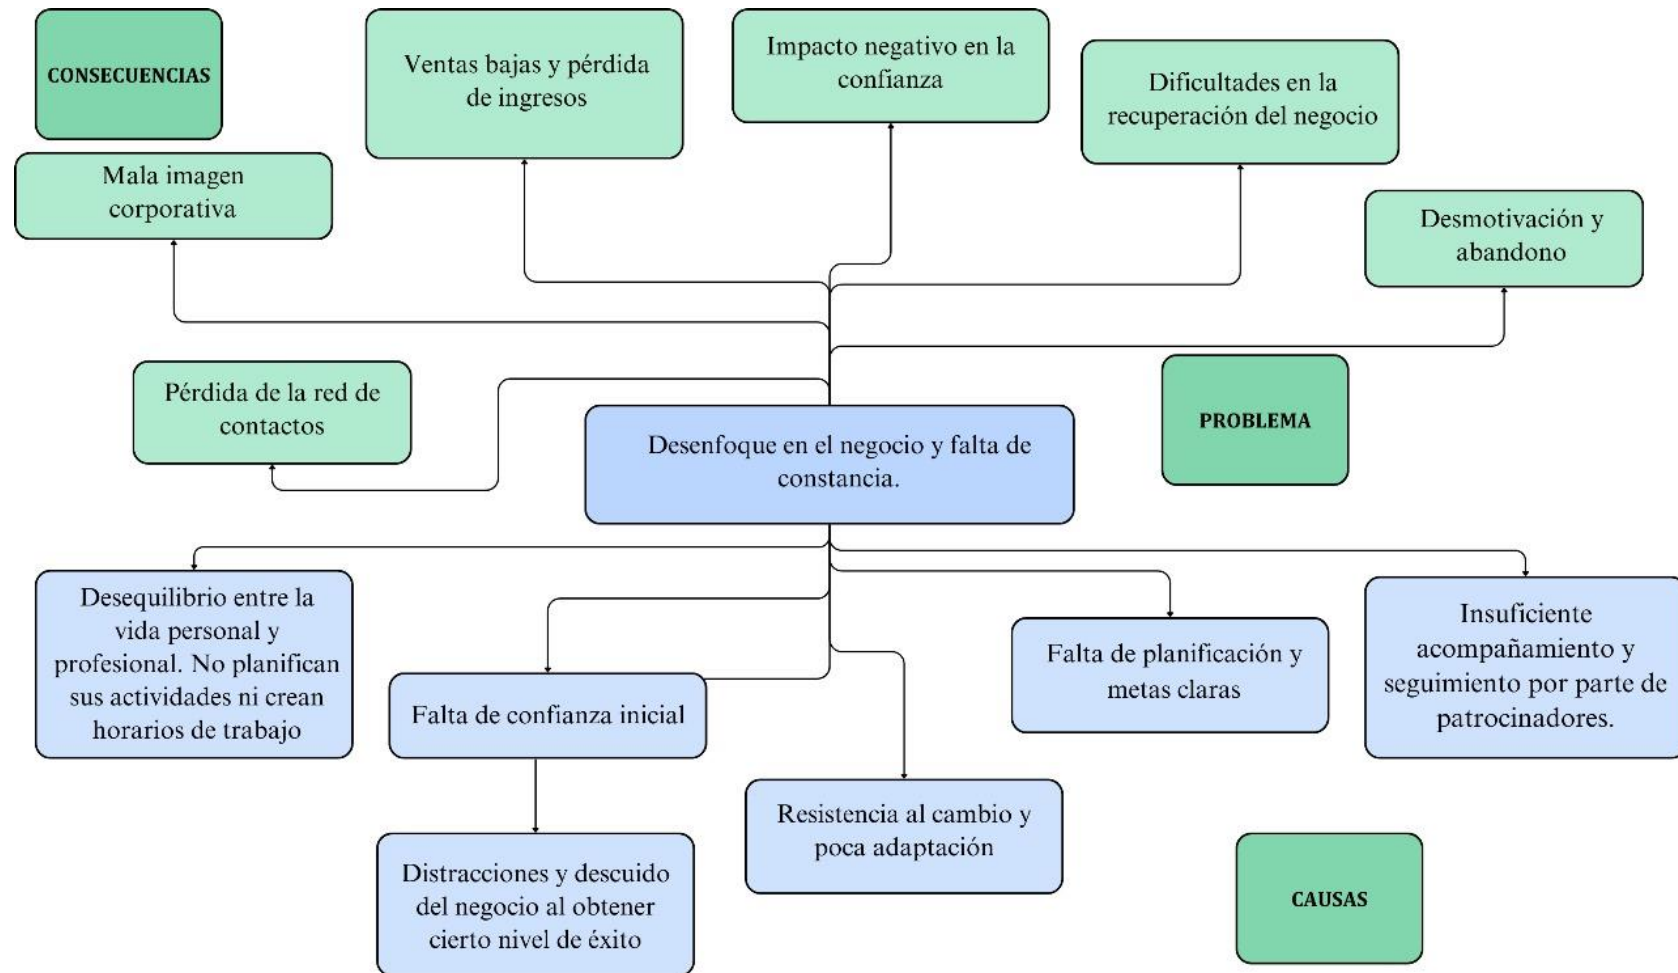 CONSECUENCIAS
Ventas bajas y pérdida
de ingresos
Impacto negativo en la
confianza
Dificultades en la
recuperación del negocio
Mala imagen
corporativa
Desmotivación y
abandono
Pérdida de la red de
contactos
PROBLEMA
Desenfoque en el negocio y falta de
constancia.
Desequilibrio entre la
vida personal y
profesional. No planifican
sus actividades ni crean
horarios de trabajo
Falta de confianza inicial
Falta de planificación y
metas claras
Insuficiente
acompañamiento y
seguimiento por parte de
patrocinadores.
Distracciones y descuido
del negocio al obtener
cierto nivel de éxito
Resistencia al cambio y
poca adaptación
CAUSAS